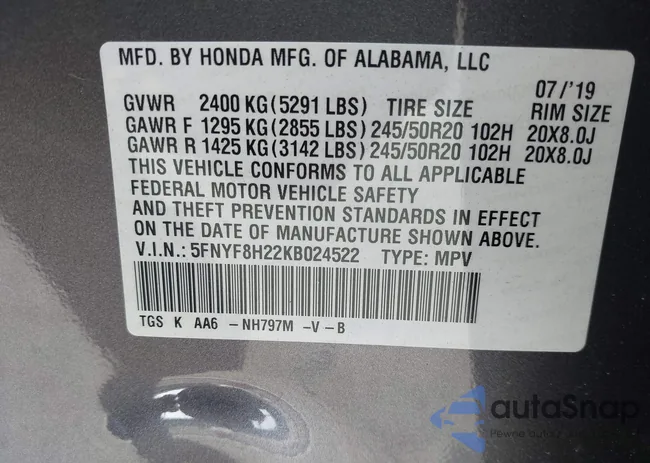 MFD. BY HONDA MFG. OF ALABAMA, LLC
07/'19
GVWR 2400 KG (5291 LBS) TIRE SIZE RIM SIZE
GAWR F 1295 KG (2855 LBS) 245/50R20 102H 20X8.0J
GAWR R 1425 KG (3142 LBS) 245/50R20 102H 20X8.0J
THIS VEHICLE CONFORMS TO ALL APPLICABLE
FEDERAL MOTOR VEHICLE SAFETY
AND THEFT PREVENTION STANDARDS IN EFFECT
ON THE DATE OF MANUFACTURE SHOWN ABOVE.
V.I.N.: 5FNYF8H22KB024522 TYPE: MPV
TGS K AA6 -NH797M -V-B
autoSnap
Pewne auto z